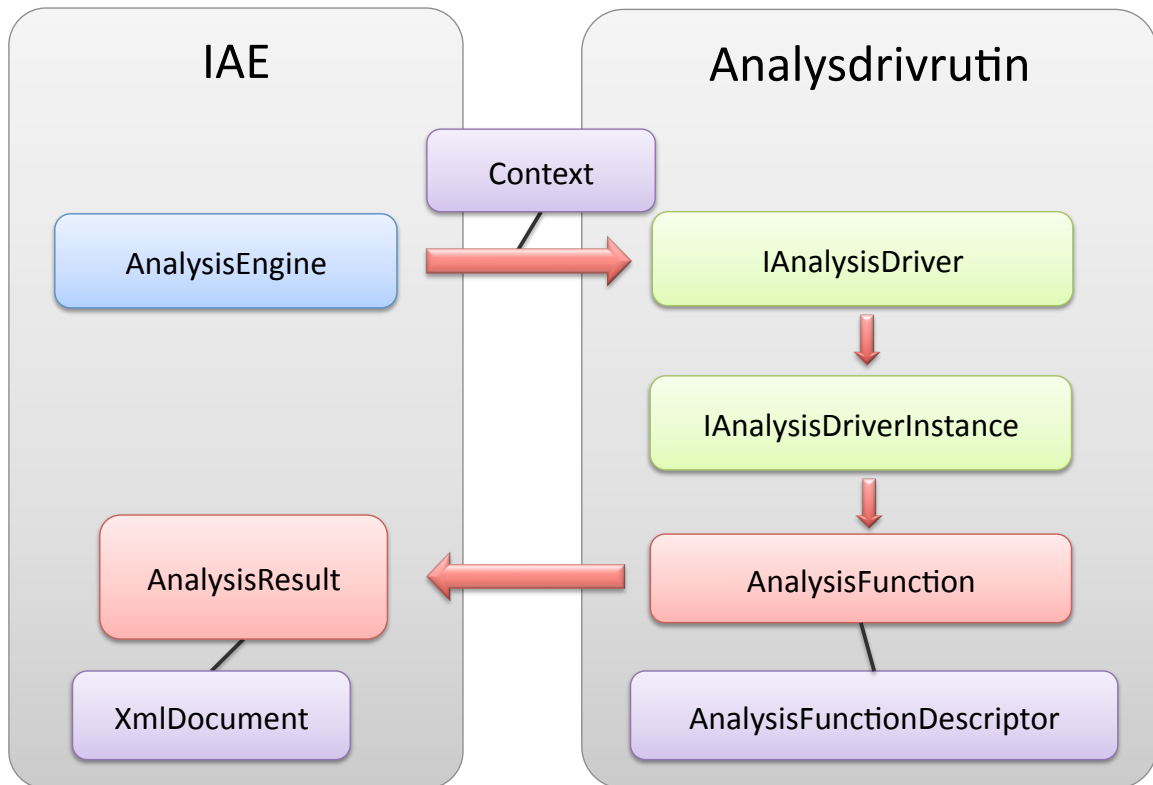 IAE
Analysdrivrutin
Context
AnalysisEngine
IAnalysisDriver
IAnalysisDriverInstance
AnalysisResult
AnalysisFunction
XmlDocument
AnalysisFunctionDescriptor